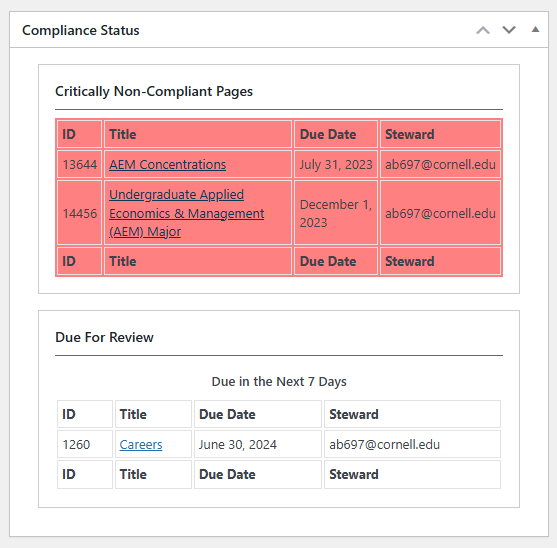 Compliance Status
Critically Non-Compliant Pages
ID Title Due Date Steward
13644 AEM Concentrations July 31, 2023 ab697@cornell.edu
14456 Undergraduate Applied Economics & Management (AEM) Major December 1, 2023 ab697@cornell.edu
ID Title Due Date Steward
Due For Review
Due in the Next 7 Days
ID Title Due Date Steward
1260 Careers June 30, 2024 ab697@cornell.edu
ID Title Due Date Steward